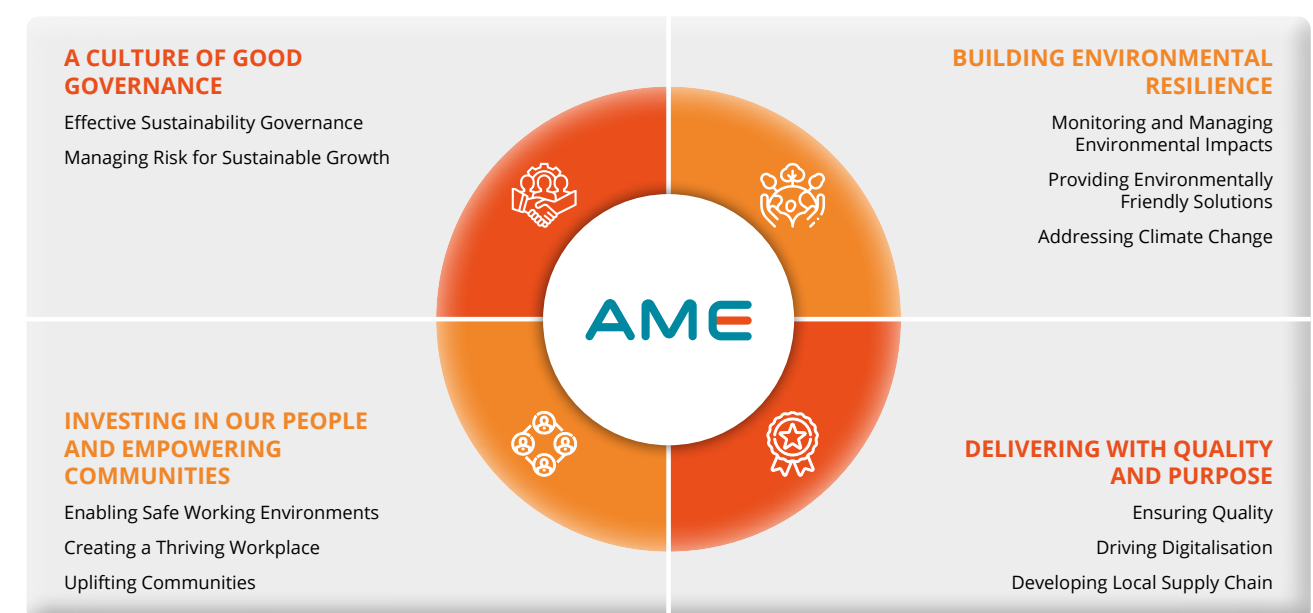 A CULTURE OF GOOD
GOVERNANCE
Effective Sustainability Governance
Managing Risk for Sustainable Growth
BUILDING ENVIRONMENTAL
RESILIENCE
Monitoring and Managing
Environmental Impacts
Providing Environmentally
Friendly Solutions
Addressing Climate Change
AME
INVESTING IN OUR PEOPLE
AND EMPOWERING
COMMUNITIES
Enabling Safe Working Environments
Creating a Thriving Workplace
Uplifting Communities
DELIVERING WITH QUALITY
AND PURPOSE
Ensuring Quality
Driving Digitalisation
Developing Local Supply Chain